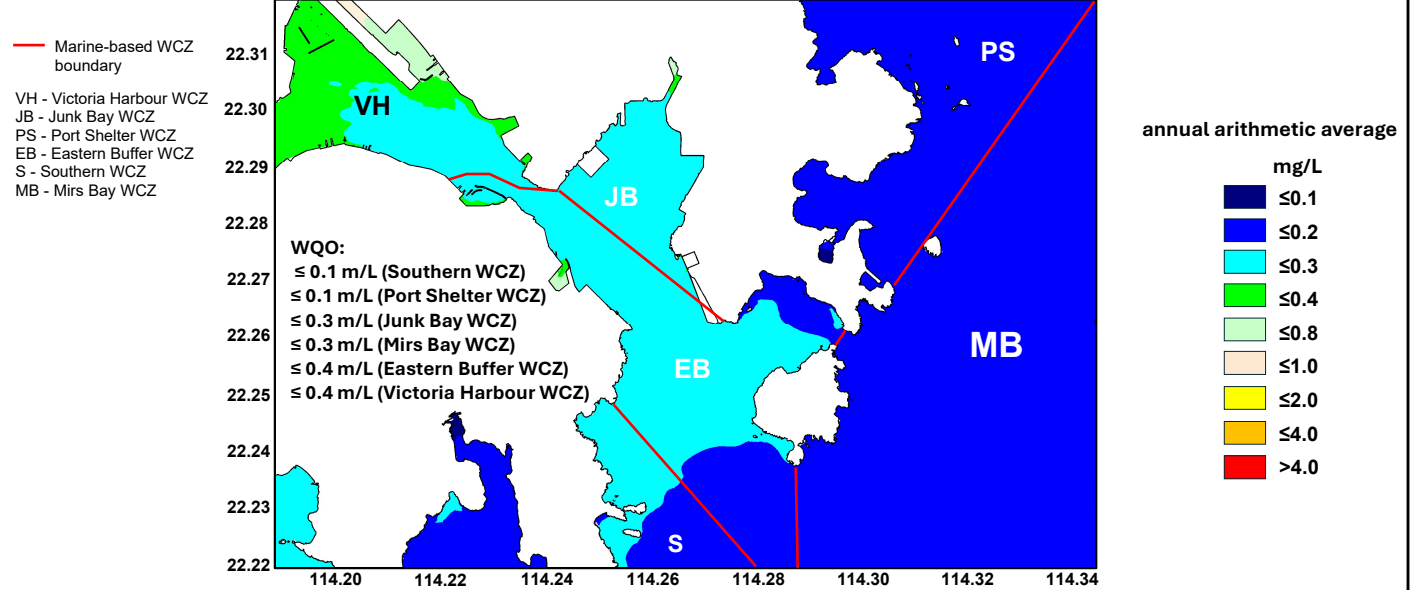 Marine-based WCZ
boundary
VH - Victoria Harbour WCZ
JB - Junk Bay WCZ
PS - Port Shelter WCZ
EB - Eastern Buffer WCZ
S - Southern WCZ
MB - Mirs Bay WCZ
22.31
22.30
22.29
22.28
22.27
22.26
22.25
22.24
22.23
22.22
PS
VH
JB
WQO:
≤ 0.1 m/L (Southern WCZ)
≤ 0.1 m/L (Port Shelter WCZ)
≤ 0.3 m/L (Junk Bay WCZ)
≤ 0.3 m/L (Mirs Bay WCZ)
≤ 0.4 m/L (Eastern Buffer WCZ)
≤ 0.4 m/L (Victoria Harbour WCZ)
MB
EB
S
114.20 114.22 114.24 114.26 114.28 114.30 114.32 114.34
annual arithmetic average
mg/L
≤0.1
≤0.2
≤0.3
≤0.4
≤0.8
≤1.0
≤2.0
≤4.0
>4.0